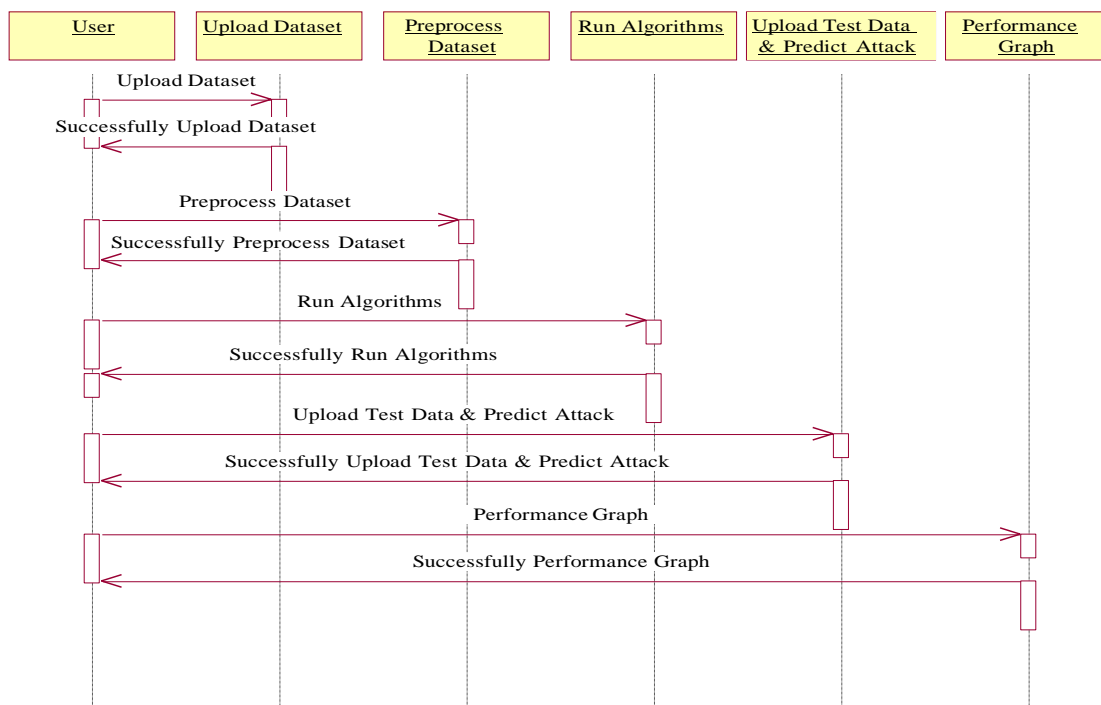 User
Upload Dataset
Preprocess
Dataset
Run Algorithms
Upload Test Data
& Predict Attack
Performance
Graph
Upload Dataset
Successfully Upload Dataset
Preprocess Dataset
Successfully Preprocess Dataset
Run Algorithms
Successfully Run Algorithms
Upload Test Data & Predict Attack
Successfully Upload Test Data & Predict Attack
Performance Graph
Successfully Performance Graph